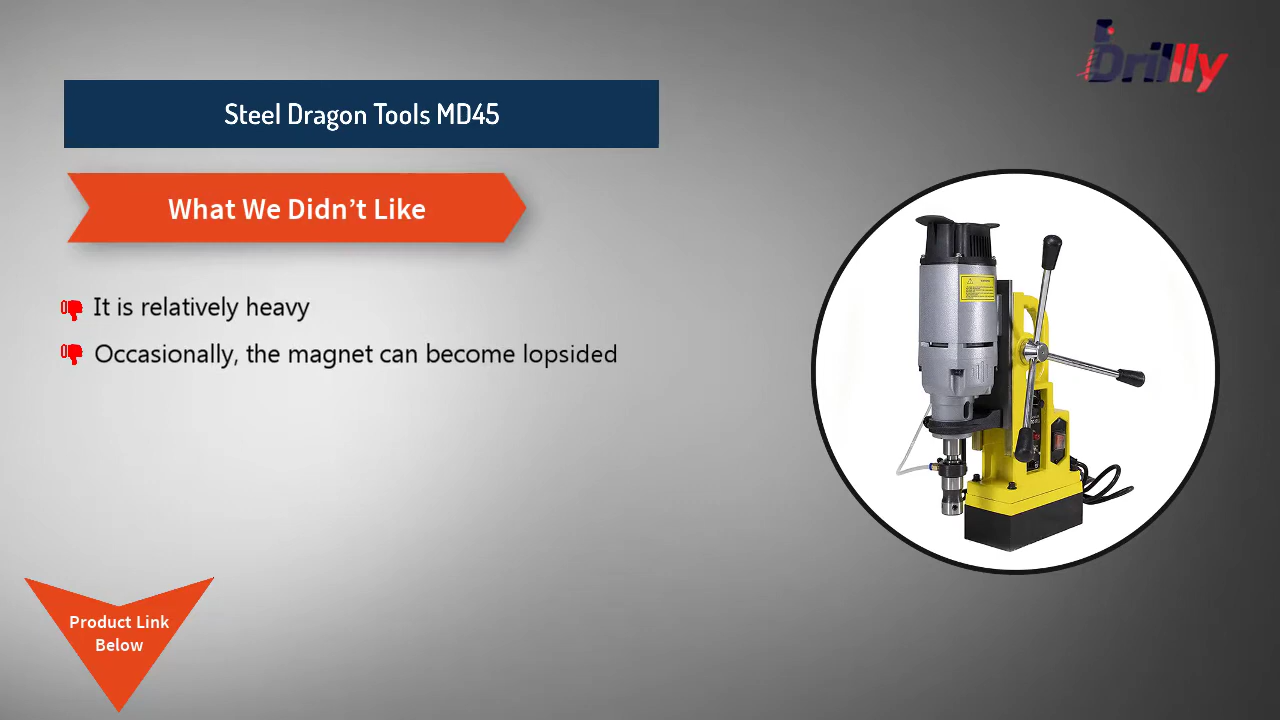 Drillly
Steel Dragon Tools MD45
What We Didn’t Like
It is relatively heavy
Occasionally, the magnet can become lopsided
Product Link
Below